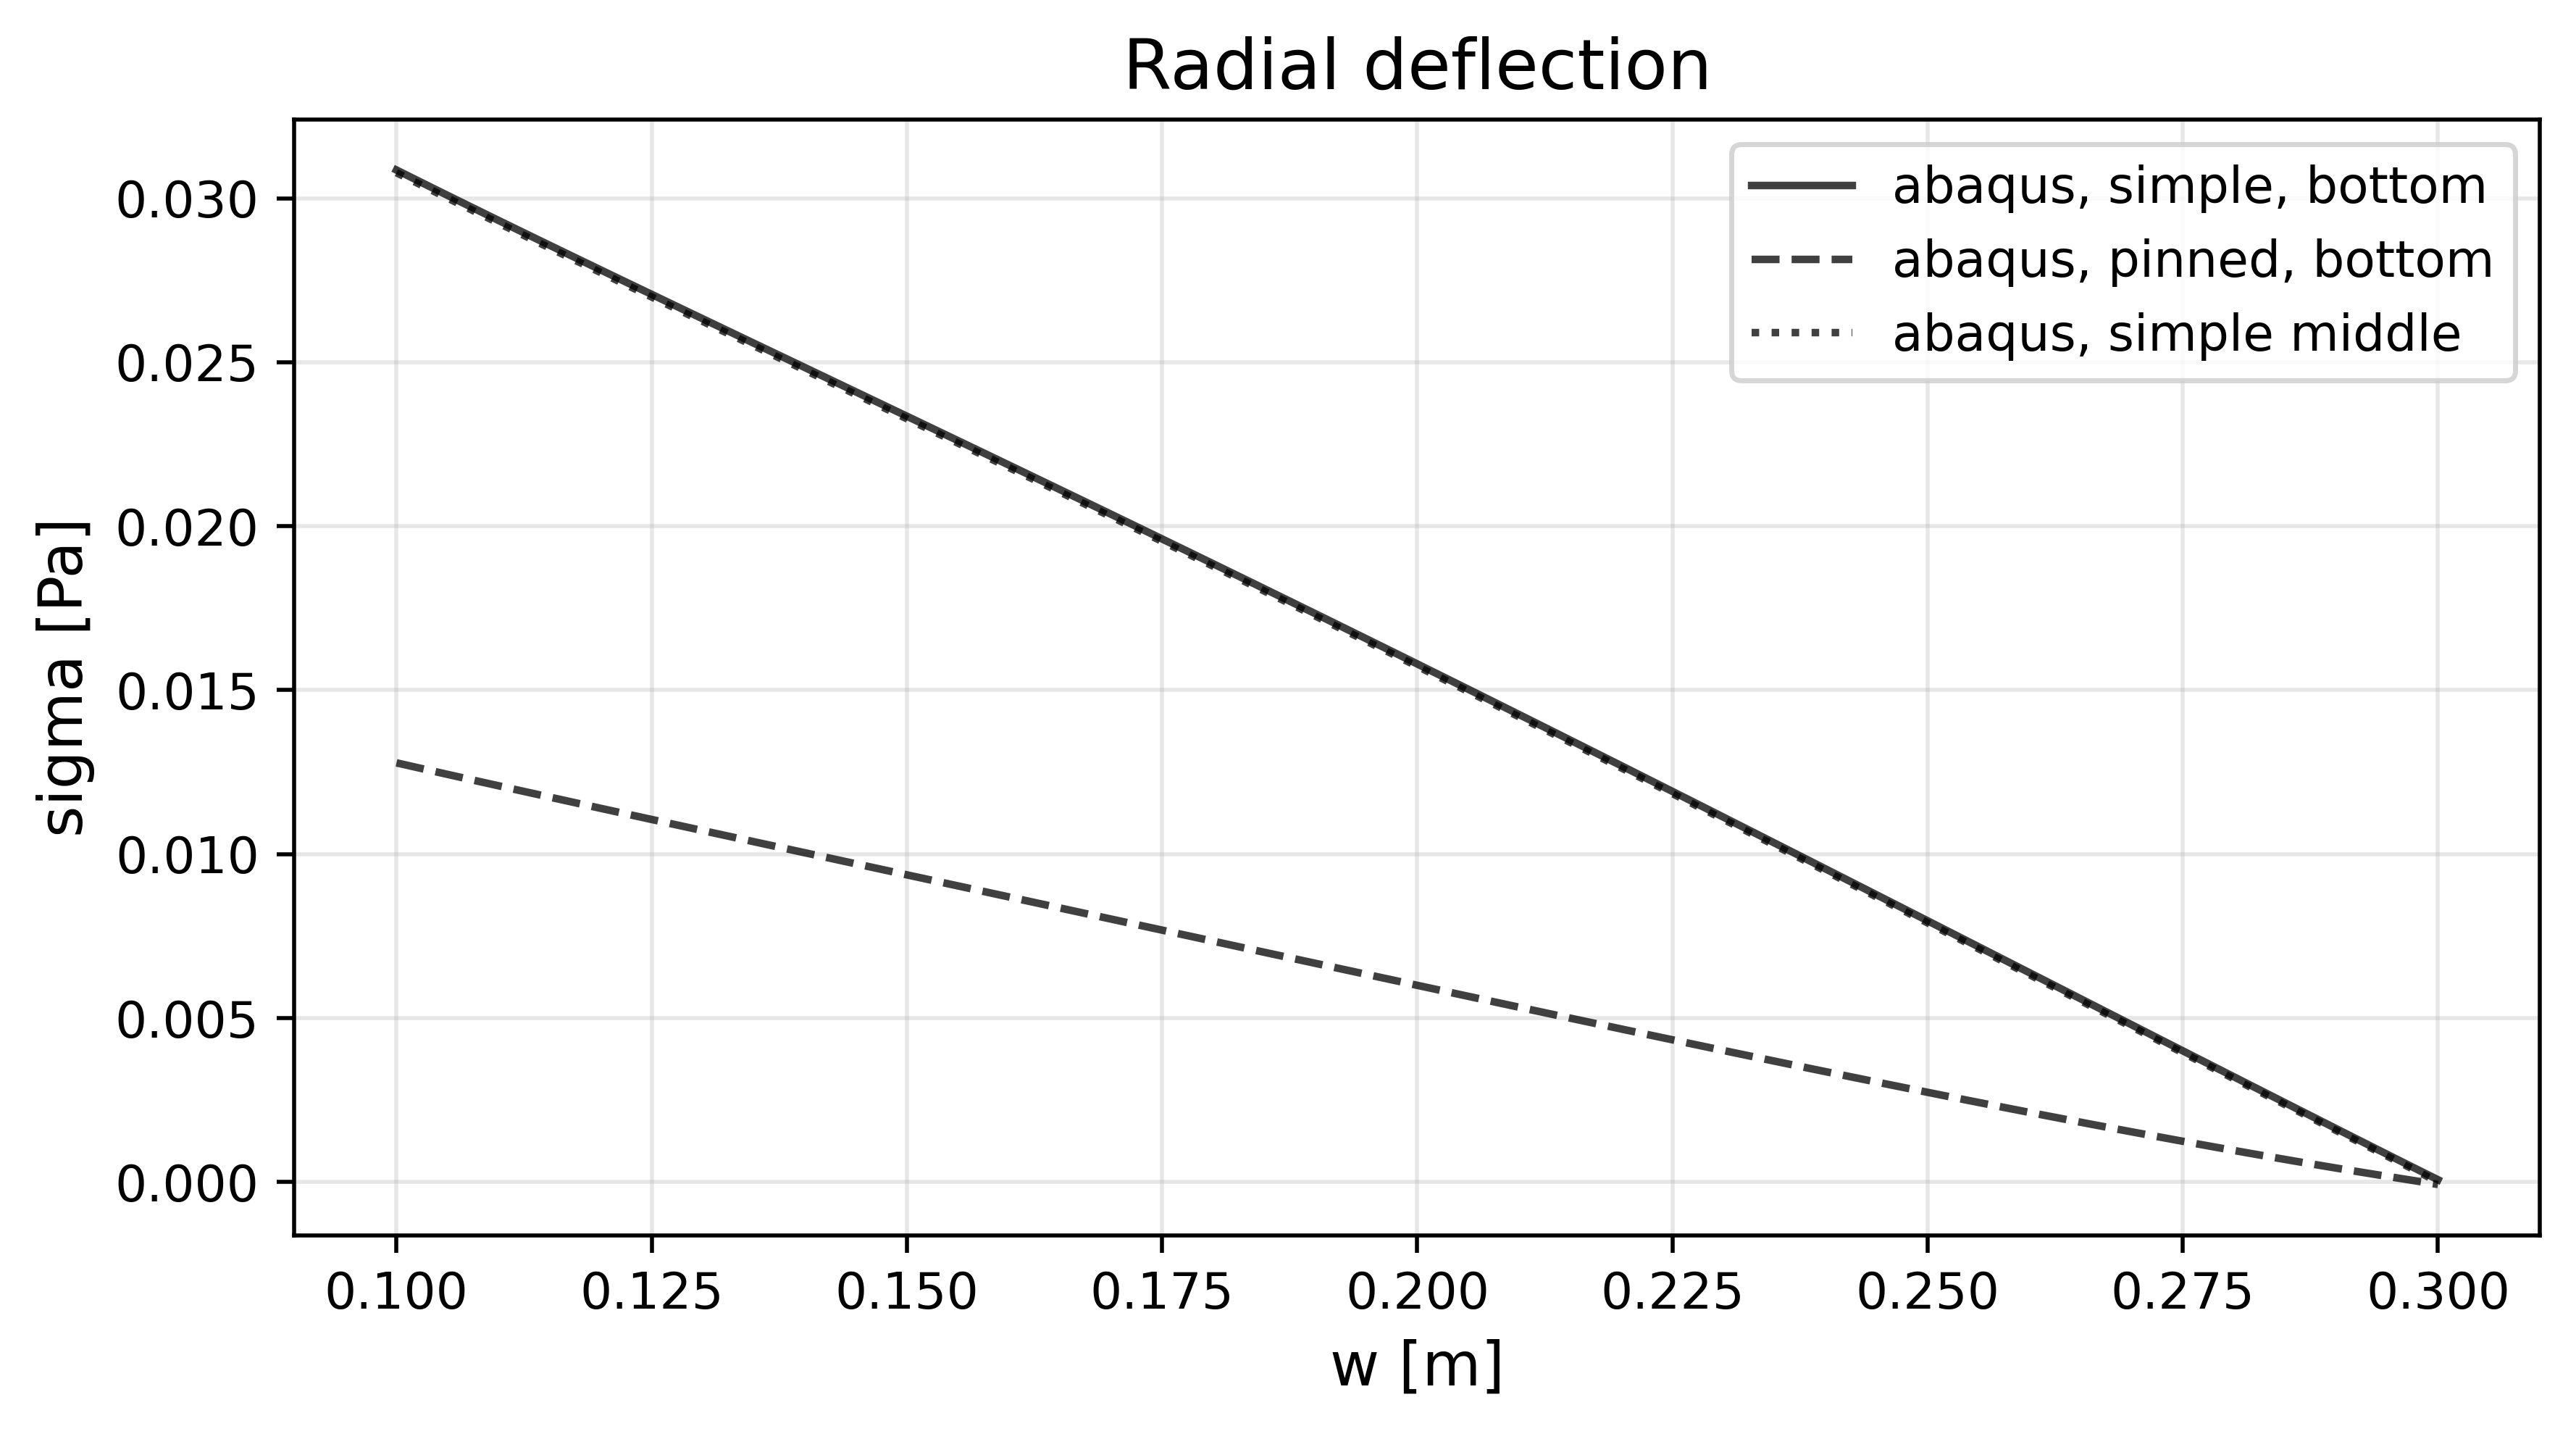 Radial deflection
abaqus, simple, bottom
abaqus, pinned, bottom
abaqus, simple middle
sigma [Pa]
0.030
0.025
0.020
0.015
0.010
0.005
0.000
0.100 0.125 0.150 0.175 0.200 0.225 0.250 0.275 0.300
w [m]